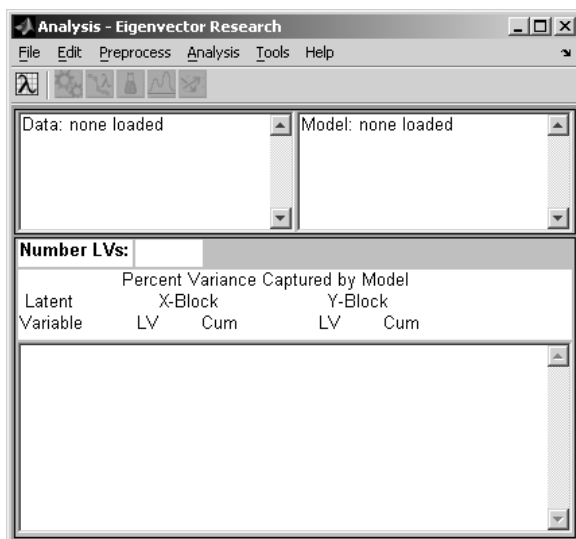 Analysis - Eigenvector Research
File Edit Preprocess Analysis Tools Help
λ
Data: none loaded
Model: none loaded
Number LVs:
Percent Variance Captured by Model
Latent X-Block Y-Block
Variable LV Cum LV Cum